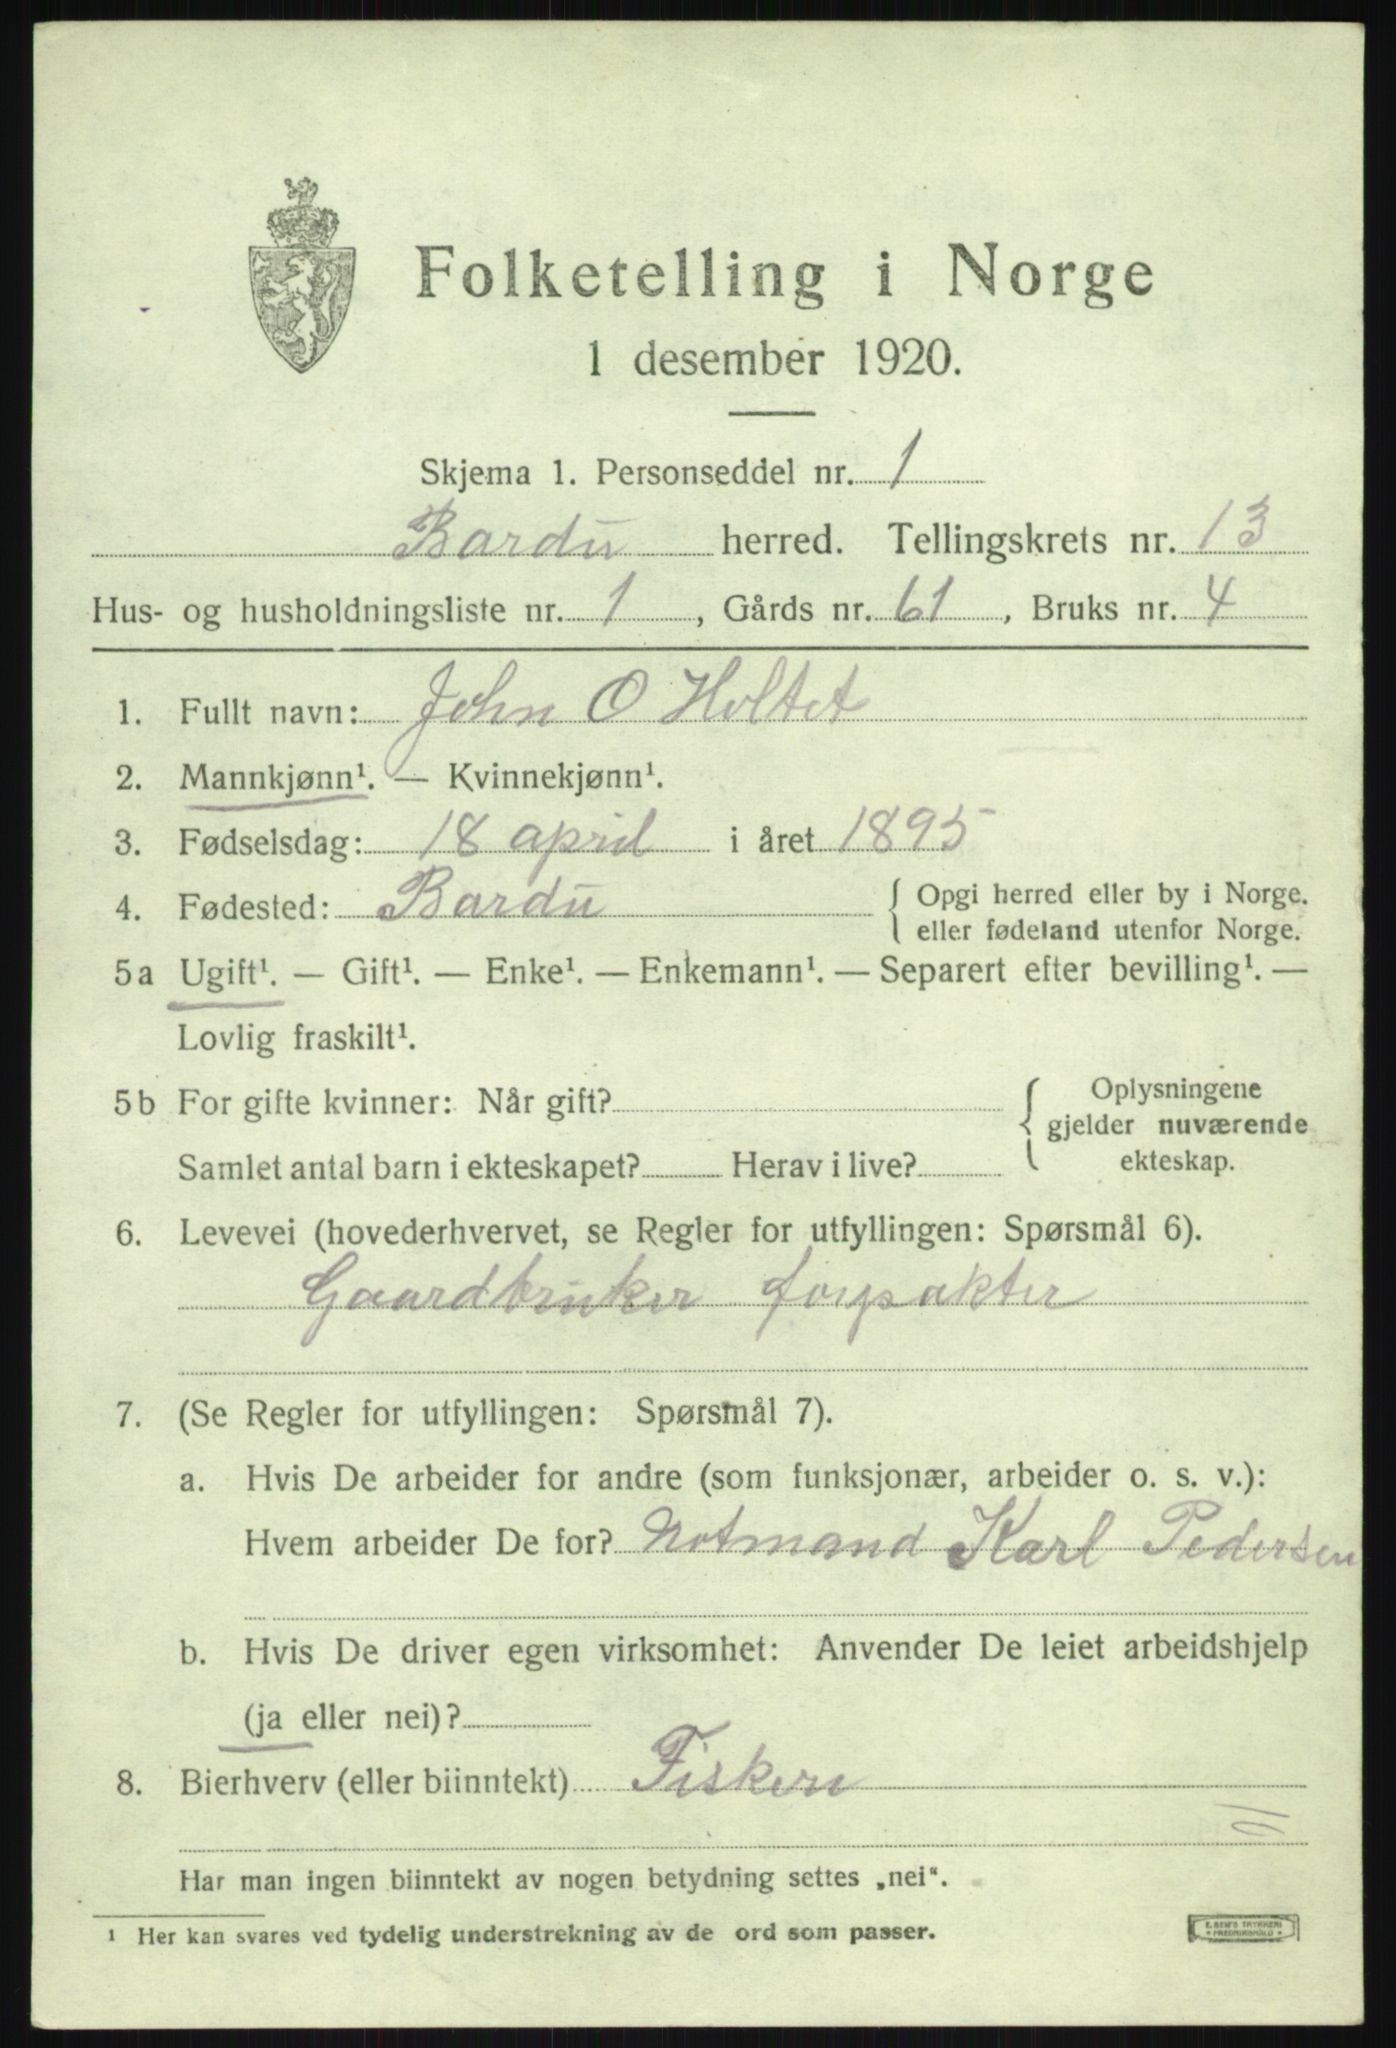 Folketelling i Norge
1 desember 1920.
Skjema 1. Personseddel nr. 1
Bardu herred. Tellingskrets nr. 13
Hus- og husholdningsliste nr. 1, Gårds nr. 61, Bruks nr. 4
1. Fullt navn: John O Holtet
2. Mannkjønn¹. — Kvinnekjønn¹.
3. Fødselsdag: 18 april i året 1895
4. Fødested: Bardu { Opgi herred eller by i Norge.
eller fødeland utenfor Norge.
5a Ugift¹. — Gift¹. — Enke¹. — Enkemann¹. — Separert efter bevilling¹. —
Lovlig fraskilt¹.
5b For gifte kvinner: Når gift? { Oplysningene
gjelder nuværende
Samlet antal barn i ekteskapet? Herav i live? ekteskap.
6. Levevei (hovederhvervet, se Regler for utfyllingen: Spørsmål 6).
Gaardbruker forpakter
7. (Se Regler for utfyllingen: Spørsmål 7).
a. Hvis De arbeider for andre (som funksjonær, arbeider o. s. v.):
Hvem arbeider De for? Notmand Karl Pedersen
b. Hvis De driver egen virksomhet: Anvender De leiet arbeidshjelp
(ja eller nei)?
8. Bierhverv (eller biinntekt) Fiskeri
Har man ingen biinntekt av nogen betydning settes „nei“.
¹ Her kan svares ved tydelig understrekning av de ord som passer.
E. SEM'S TRYKKERI
FREDRIKSHALD